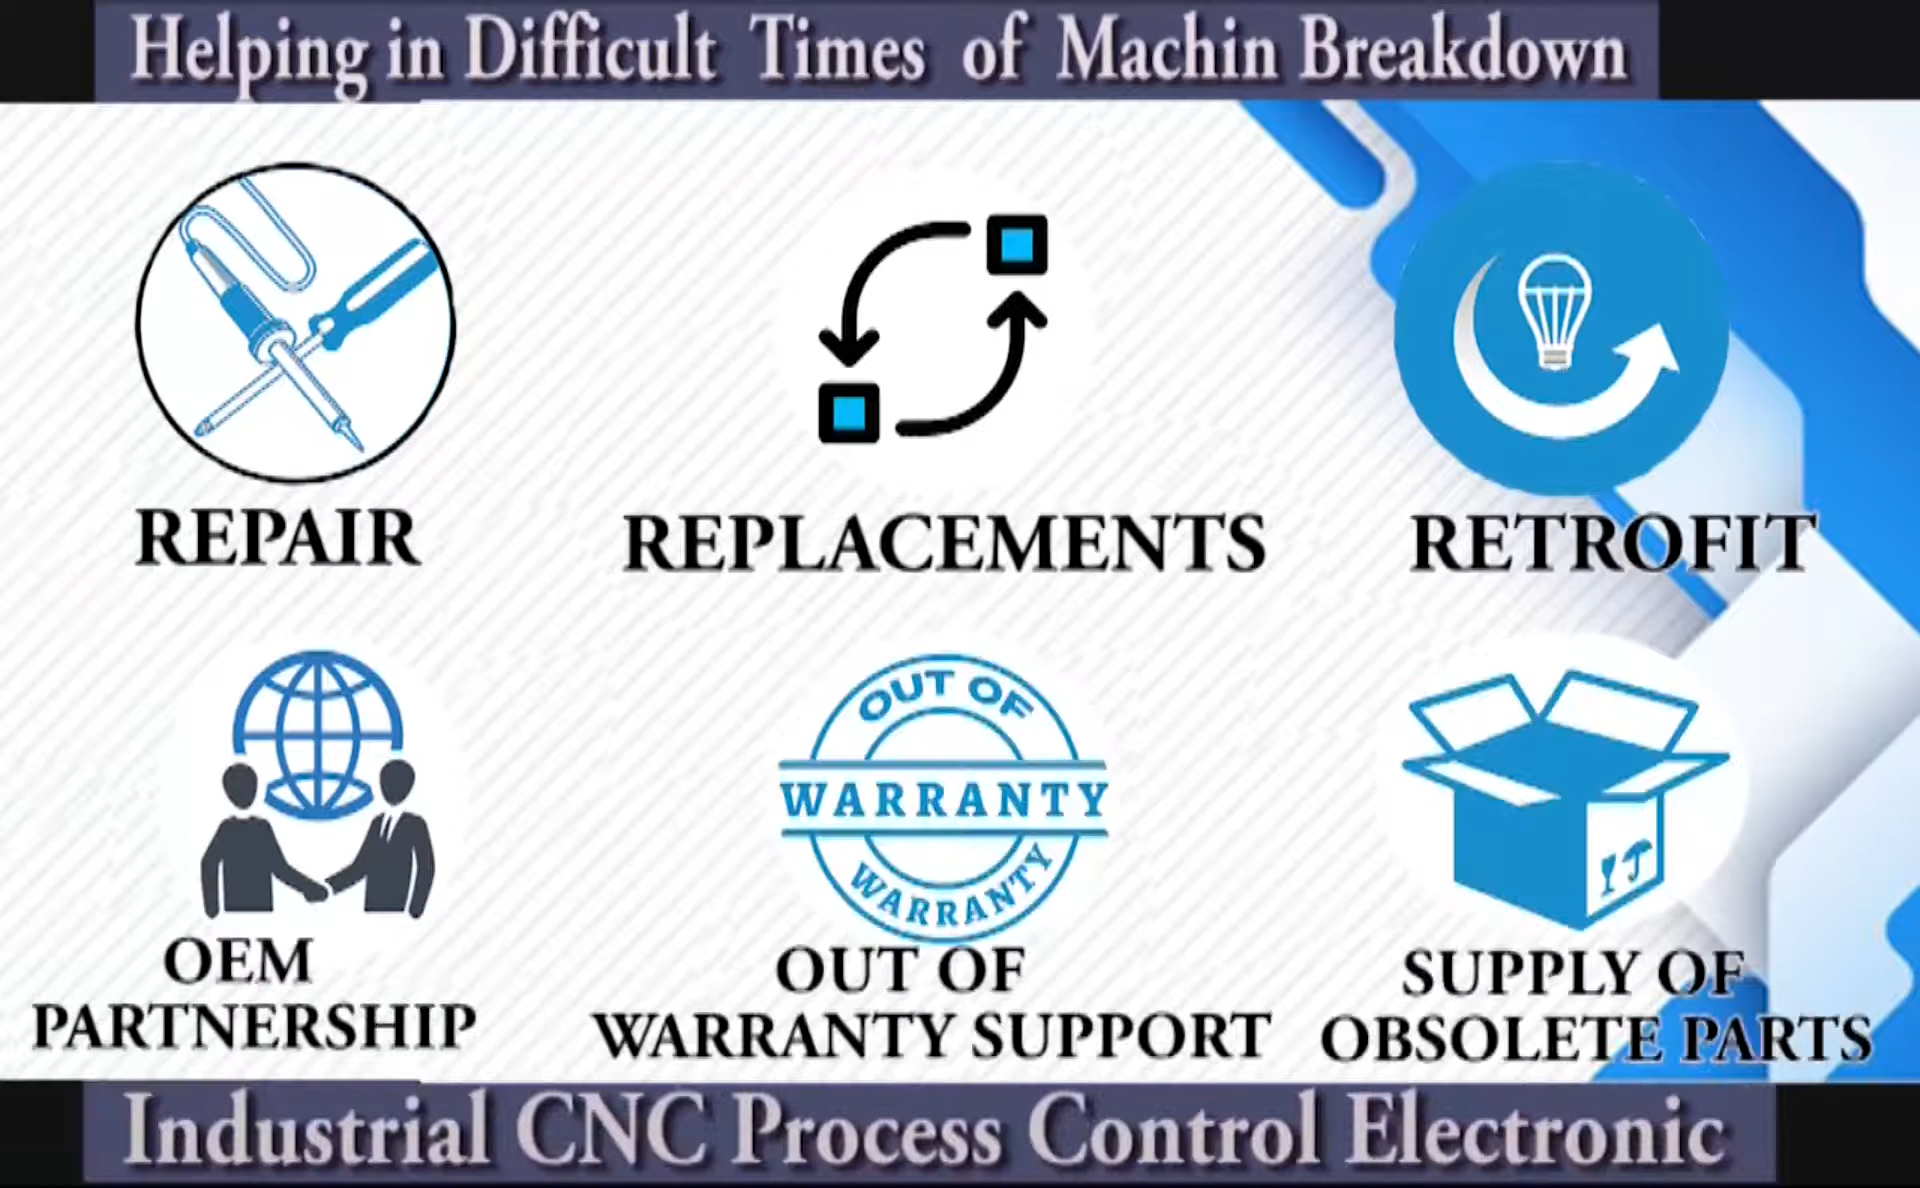 Helping in Difficult Times of Machin Breakdown
REPAIR
REPLACEMENTS
RETROFIT
OUT OF
WARRANTY
WARRANTY
OEM
PARTNERSHIP
OUT OF
WARRANTY SUPPORT
SUPPLY OF
OBSOLETE PARTS
Industrial CNC Process Control Electronic